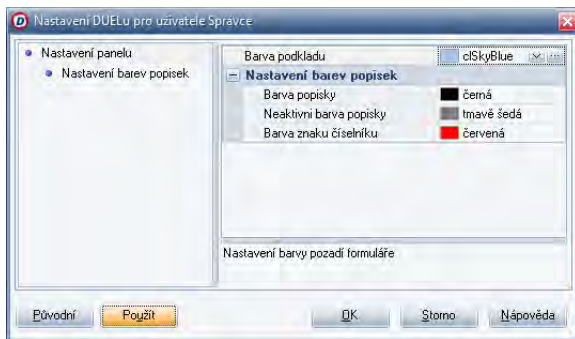 Nastavení DUELu pro uživatele Spravce
Nastavení panelu
Nastavení barev popisek
Barva podkladu clSkyBlue
Nastavení barev popisek
Barva popisky černá
Neaktivni barva popisky tmavě šedá
Barva znaku číselníku červená
Nastavení barvy pozadí formuláře
Původní Použít OK Storno Nápověda